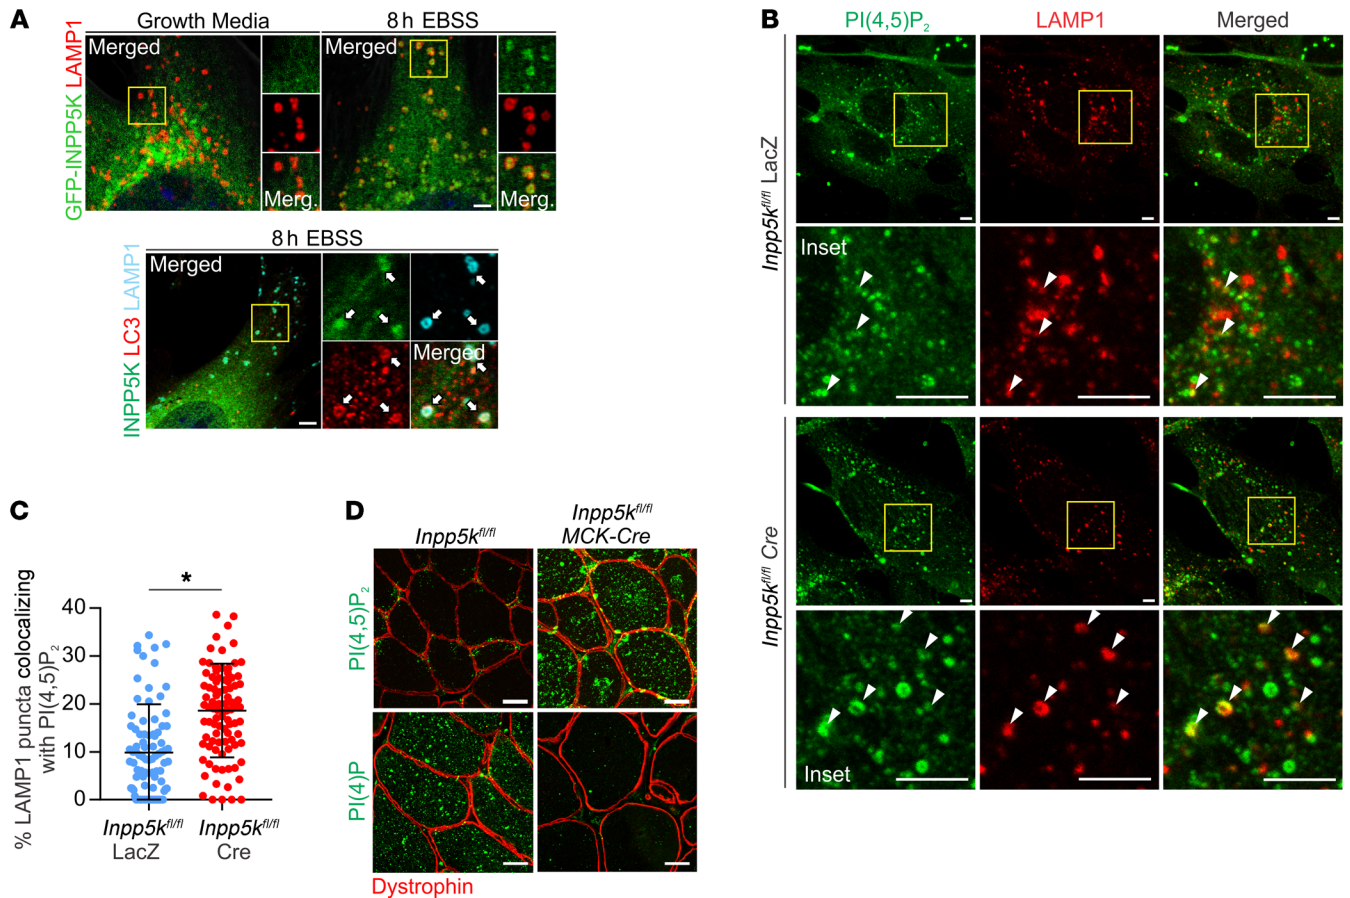 A
Growth Media
8 h EBSS
GFP-INPP5K LAMP1
Merged
Merged
Merg.
Merg.
8 h EBSS
INPP5K LC3 LAMP1
Merged
Merged
B
PI(4,5)P2
LAMP1
Merged
Inpp5kfl/fl LacZ
Inset
Inpp5kfl/fl Cre
Inset
C
% LAMP1 puncta colocalizing
with PI(4,5)P2
*
40
30
20
10
0
Inpp5kfl/fl
LacZ
Inpp5kfl/fl
Cre
D
Inpp5kfl/fl
Inpp5kfl/fl
MCK-Cre
PI(4,5)P2
PI(4)P
Dystrophin